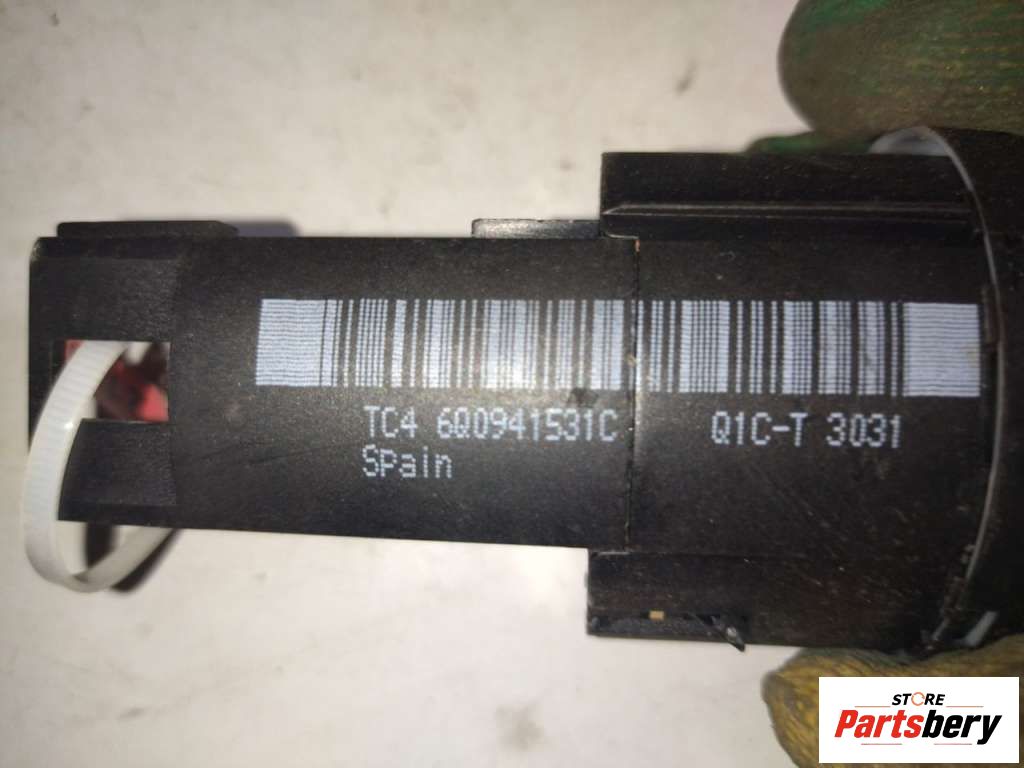 TC4 6Q0941531C Q1C-T 3031
Spain
STORE
Partsbery